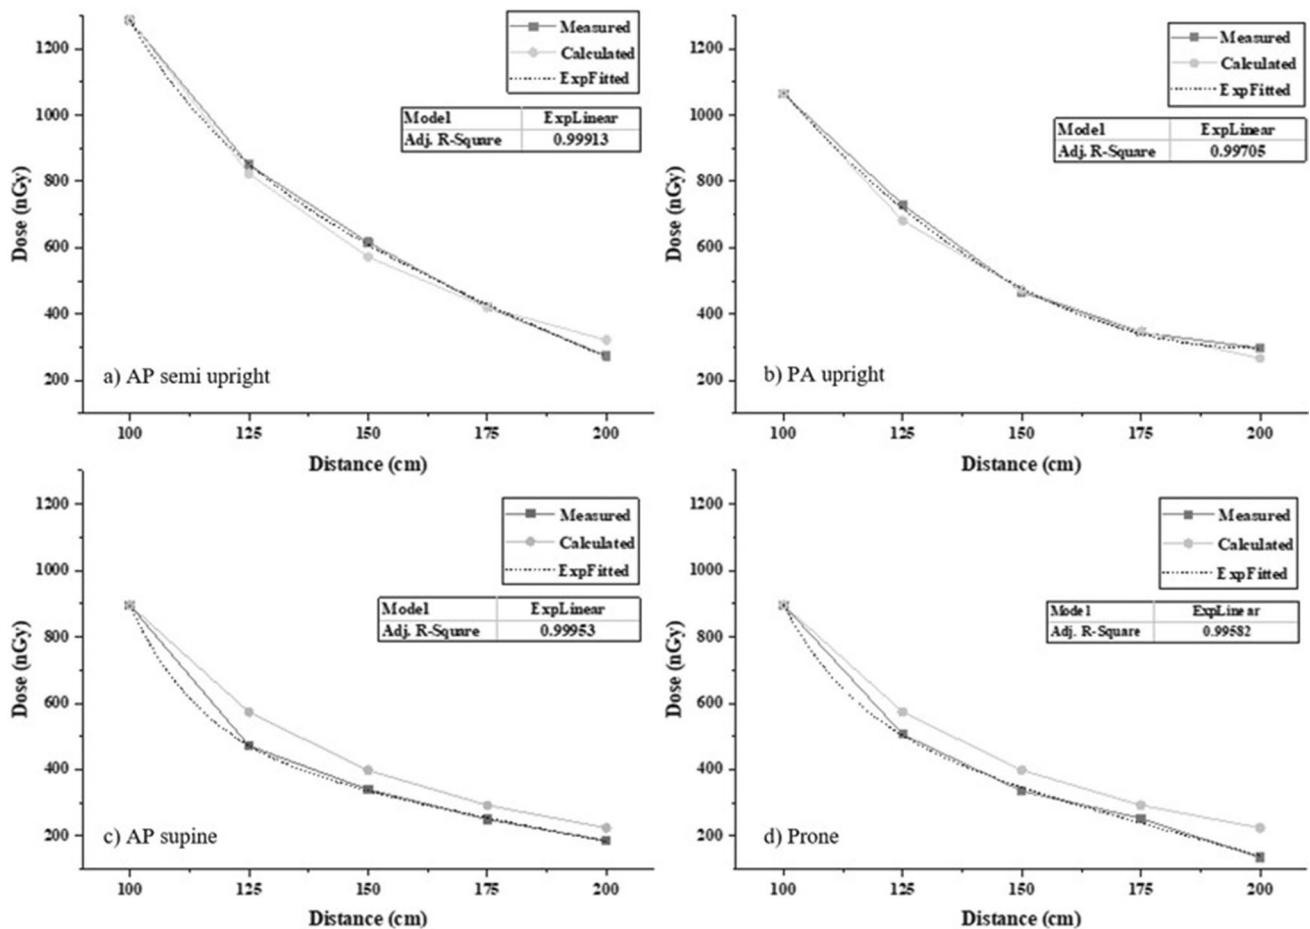 Measured
Calculated
ExpFitted
Model ExpLinear
Adj. R-Square 0.99913
1200
1000
800
600
400
200
Dose (nGy)
a) AP semi upright
100 125 150 175 200
Distance (cm)
Measured
Calculated
ExpFitted
Model ExpLinear
Adj. R-Square 0.99705
1200
1000
800
600
400
200
Dose (nGy)
b) PA upright
100 125 150 175 200
Distance (cm)
Measured
Calculated
ExpFitted
Model ExpLinear
Adj. R-Square 0.99953
1200
1000
800
600
400
200
Dose (nGy)
c) AP supine
100 125 150 175 200
Distance (cm)
Measured
Calculated
ExpFitted
Model ExpLinear
Adj. R-Square 0.99582
1200
1000
800
600
400
200
Dose (nGy)
d) Prone
100 125 150 175 200
Distance (cm)